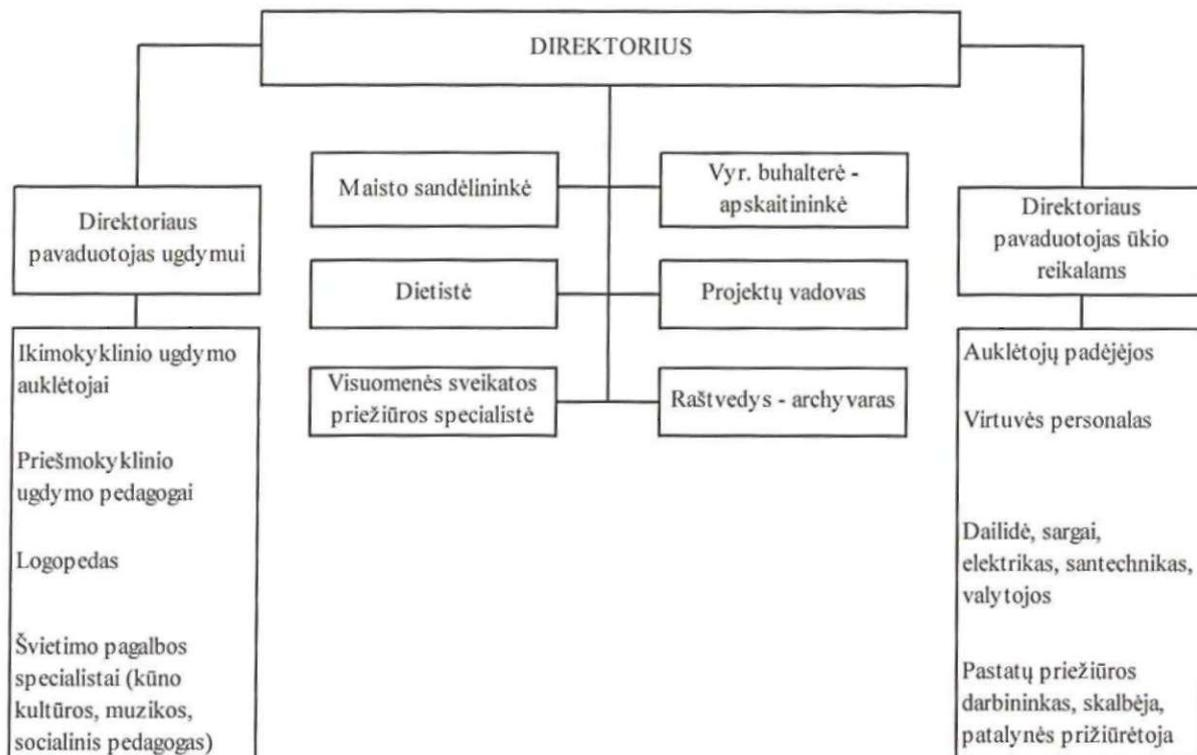 DIREKTORIUS
Direktoriaus
pavaduotojas ugdymui
Ikimokyklinio ugdymo
auklėtojai
Priešmokyklinio
ugdymo pedagogai
Logopedas
Švietimo pagalbos
specialistai (kūno
kultūros, muzikos,
socialinis pedagogas)
Maisto sandėlininkė
Vyr. buhalterė -
apskaitininkė
Dietistė
Projektų vadovas
Visuomenės sveikatos
priežiūros specialistė
Raštvedys - archyvaras
Direktoriaus
pavaduotojas ūkio
reikalams
Auklėtojų padėjėjos
Virtuvės personalas
Dailidė, sargai,
elektrikas, santechnikas,
valytojos
Pastatų priežiūros
darbininkas, skalbėja,
patalynės prižiūrėtoja